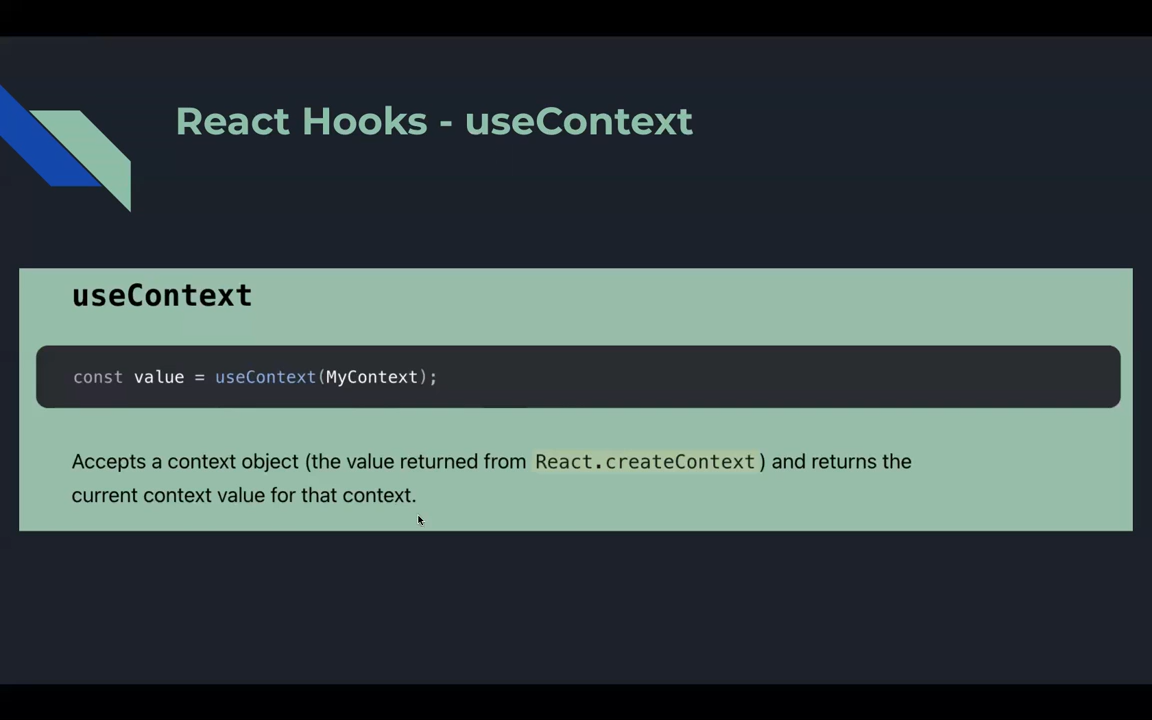 React Hooks - useContext
useContext
const value = useContext(MyContext);
Accepts a context object (the value returned from React.createContext) and returns the
current context value for that context.